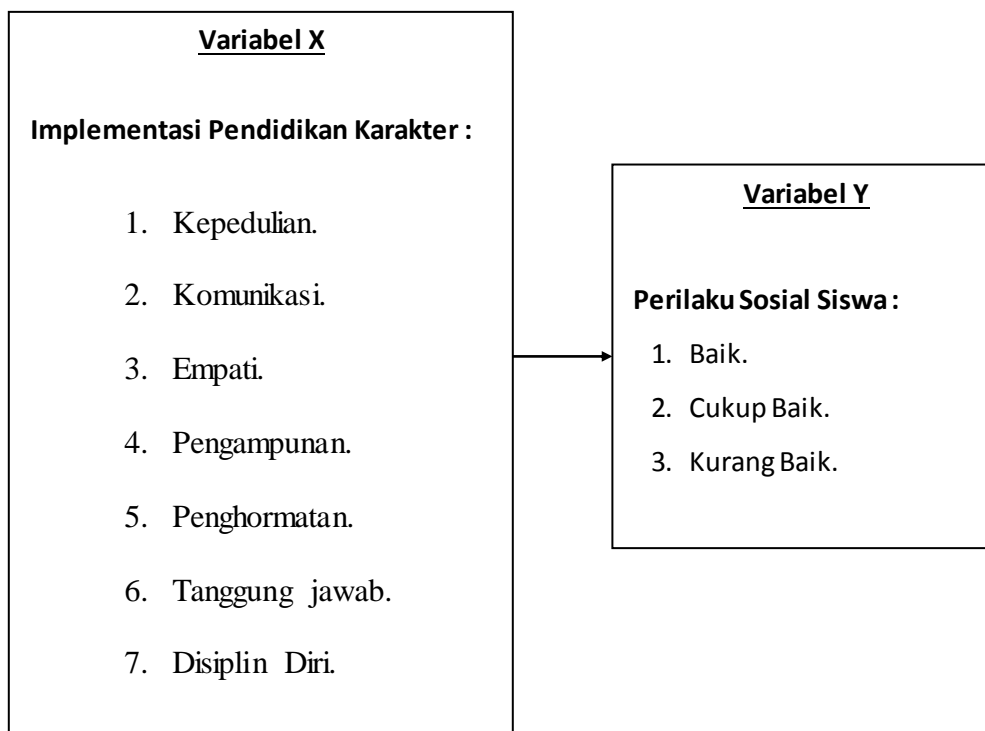 Variabel X
Implementasi Pendidikan Karakter :
1. Kepedulian.
2. Komunikasi.
3. Empati.
4. Pengampunan.
5. Penghormatan.
6. Tanggung jawab.
7. Disiplin Diri.
Variabel Y
Perilaku Sosial Siswa :
1. Baik.
2. Cukup Baik.
3. Kurang Baik.